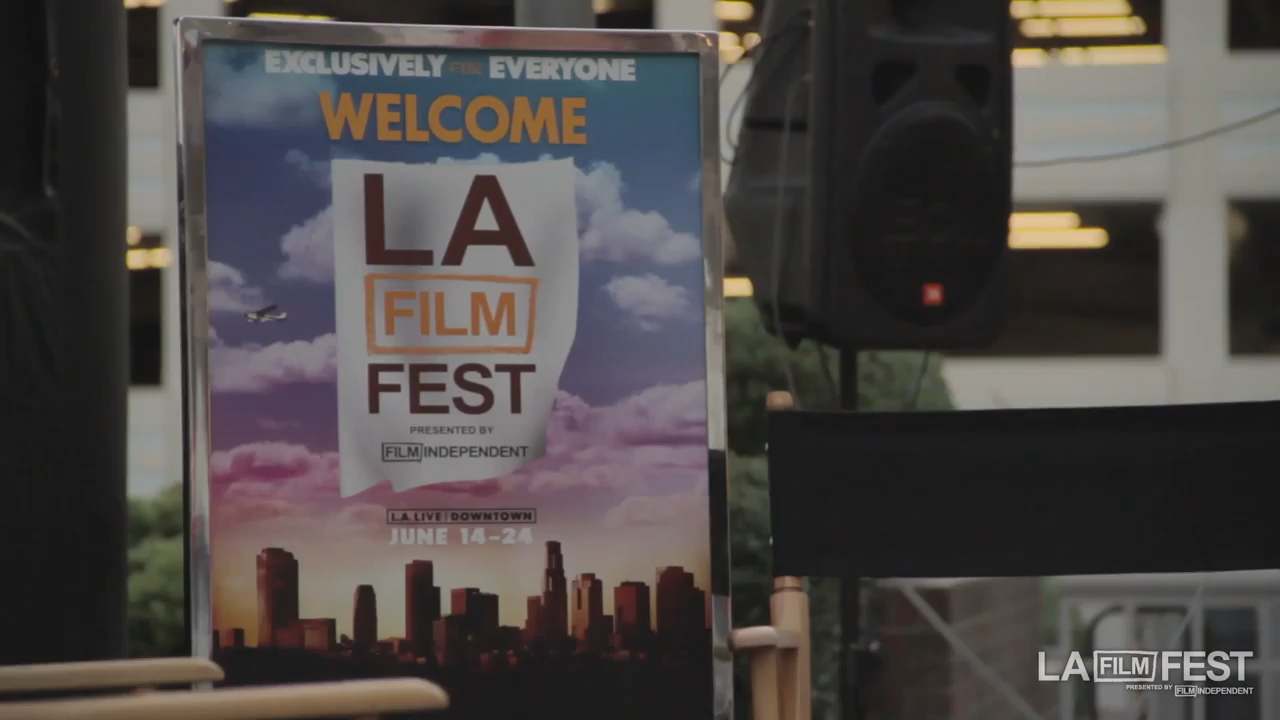 EXCLUSIVELY FOR EVERYONE
WELCOME
LA
FILM
FEST
PRESENTED BY
FILM INDEPENDENT
L.A. LIVE | DOWNTOWN
JUNE 14-24
LA FILM FEST
PRESENTED BY FILM INDEPENDENT